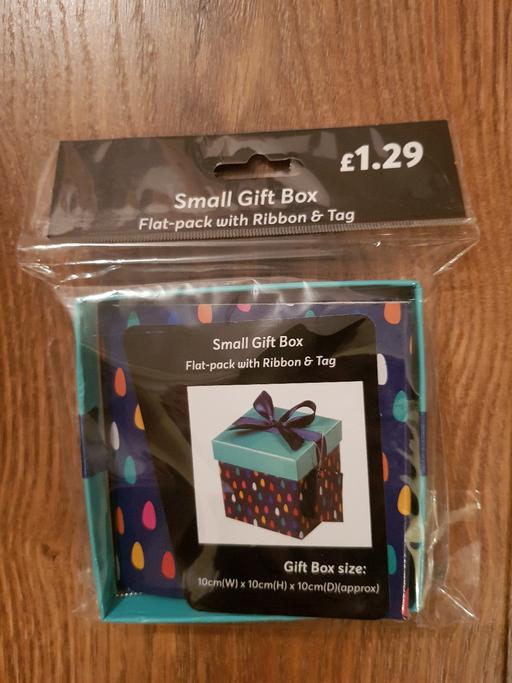 £1.29
Small Gift Box
Flat-pack with Ribbon & Tag
Small Gift Box
Flat-pack with Ribbon & Tag
Gift Box size:
10cm(W) x 10cm(H) x 10cm(D)(approx)